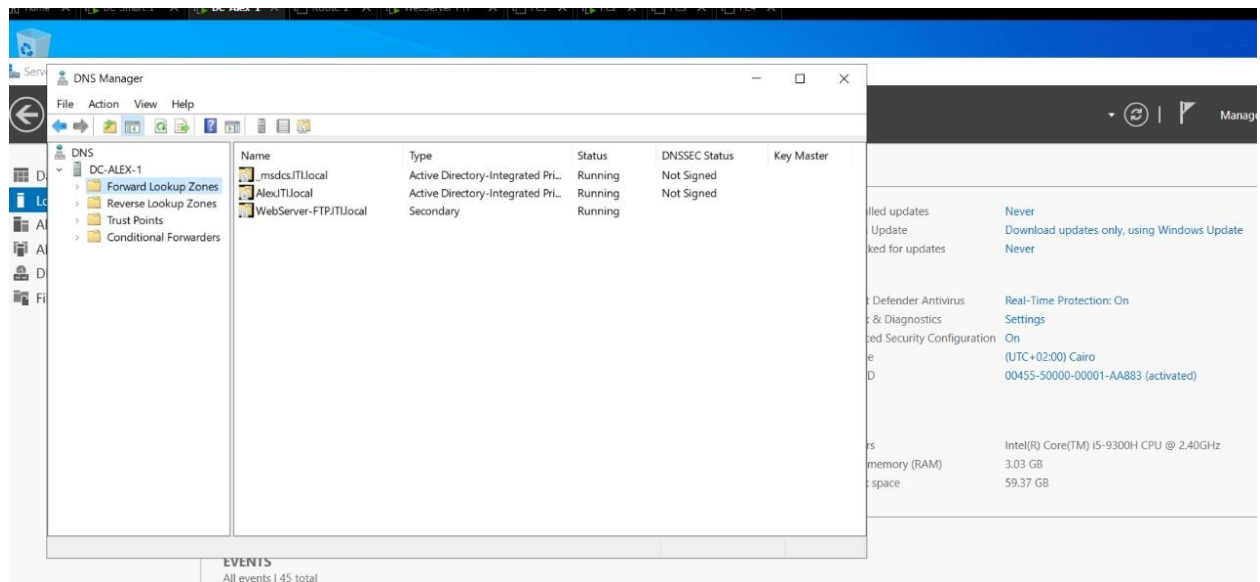 DC-Alex-1
DNS Manager
File Action View Help
Manage
DNS
DC-ALEX-1
Forward Lookup Zones
Reverse Lookup Zones
Trust Points
Conditional Forwarders
Name Type Status DNSSEC Status Key Master
_msdcs.ITI.local Active Directory-Integrated Pri... Running Not Signed
Alex.ITI.local Active Directory-Integrated Pri... Running Not Signed
WebServer-FTP.ITI.local Secondary Running
updates Never
Update Download updates only, using Windows Update
for updates Never
Defender Antivirus Real-Time Protection: On
& Diagnostics Settings
Security Configuration On
(UTC+02:00) Cairo
00455-50000-00001-AA883 (activated)
Intel(R) Core(TM) i5-9300H CPU @ 2.40GHz
memory (RAM) 3.03 GB
space 59.37 GB
EVENTS
All events | 45 total